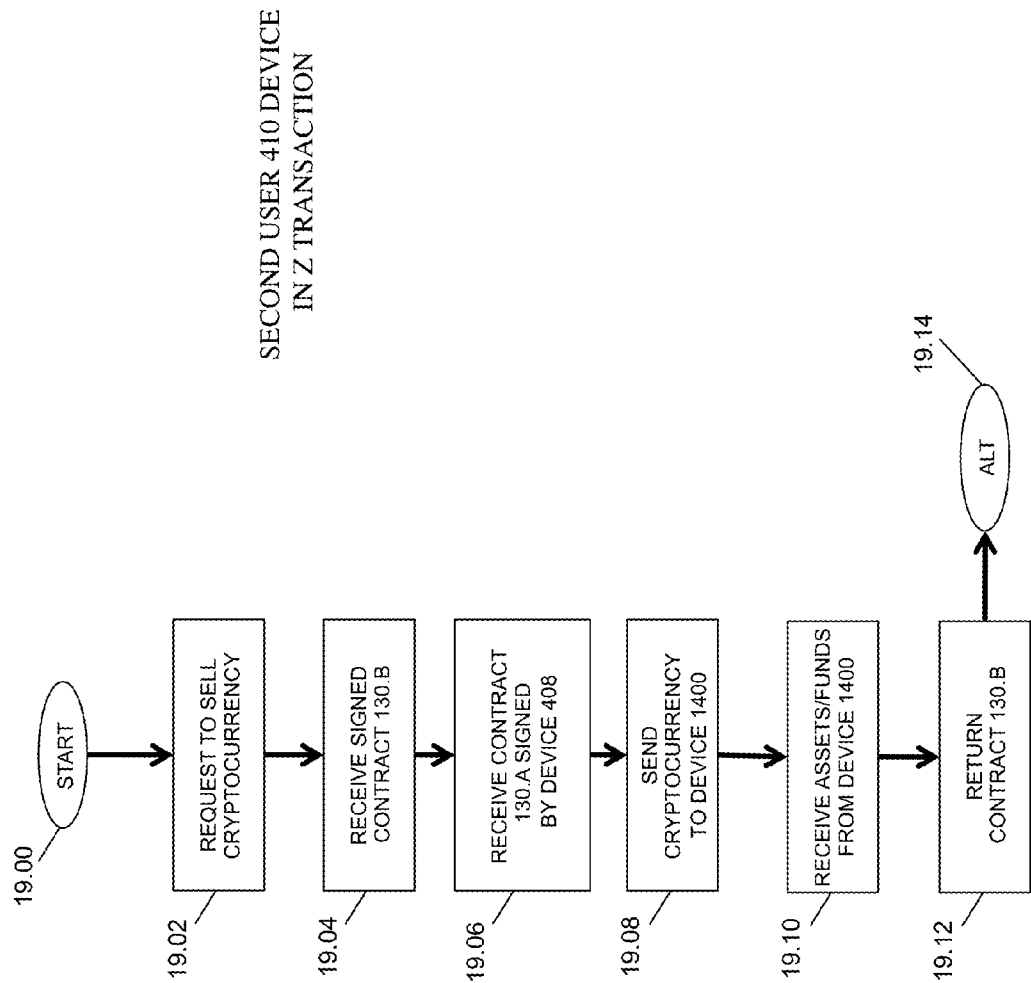 SECOND USER 410 DEVICE
IN Z TRANSACTION
19.00
START
19.02
REQUEST TO SELL
CRYPTOCURRENCY
19.04
RECEIVE SIGNED
CONTRACT 130.B
19.06
RECEIVE CONTRACT
130.A SIGNED
BY DEVICE 408
19.08
SEND
CRYPTOCURRENCY
TO DEVICE 1400
19.10
RECEIVE ASSETS/FUNDS
FROM DEVICE 1400
19.12
RETURN
CONTRACT 130.B
19.14
ALT